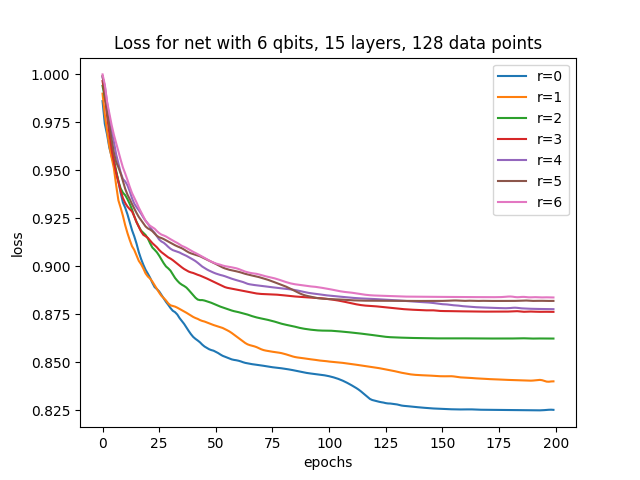 Loss for net with 6 qbits, 15 layers, 128 data points
1.000
0.975
0.950
0.925
0.900
0.875
0.850
0.825
loss
0 25 50 75 100 125 150 175 200
epochs
r=0
r=1
r=2
r=3
r=4
r=5
r=6